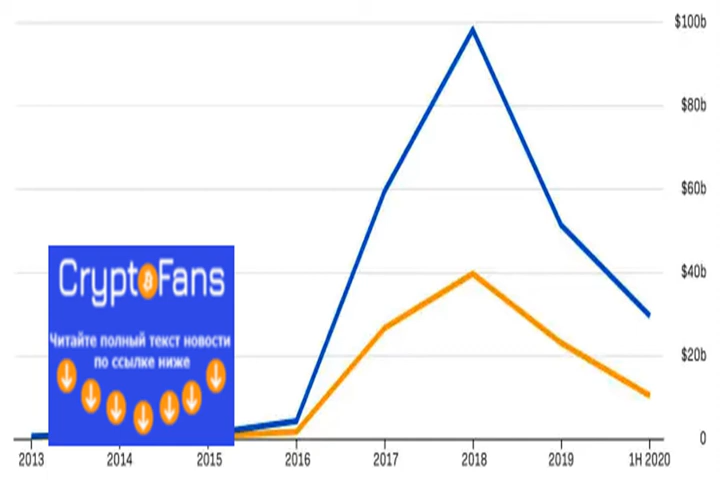 $100b
$80b
$60b
$40b
$20b
0
CryptoFans
Читайте полный текст новости
по ссылке ниже
2013 2014 2015 2016 2017 2018 2019 1H 2020